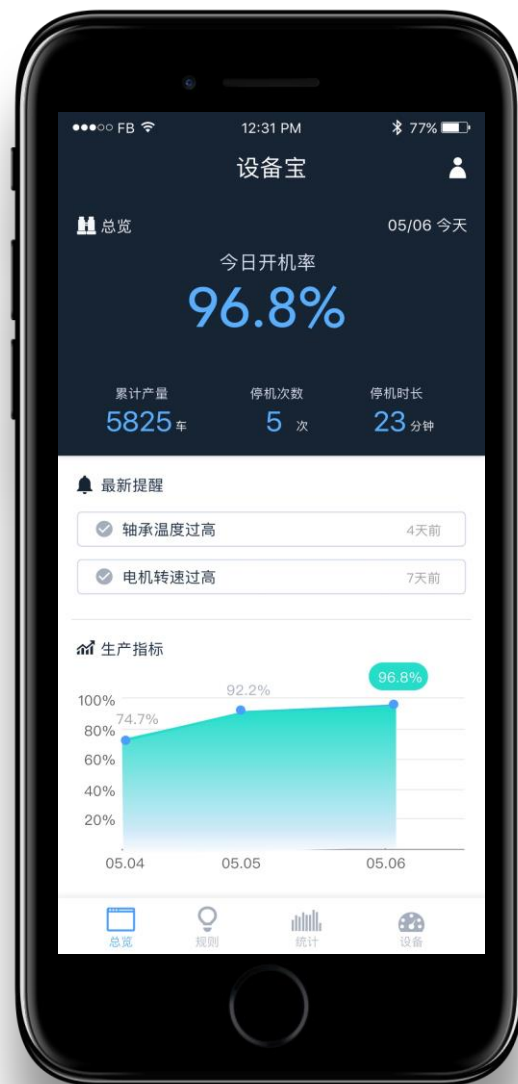 FB 12:31 PM 77%
设备宝
总览 05/06 今天
今日开机率
96.8%
累计产量 停机次数 停机时长
5825车 5 次 23 分钟
最新提醒
轴承温度过高 4天前
电机转速过高 7天前
生产指标
96.8%
92.2%
100%
74.7%
80%
60%
40%
20%
05.04 05.05 05.06
总览 规则 统计 设备